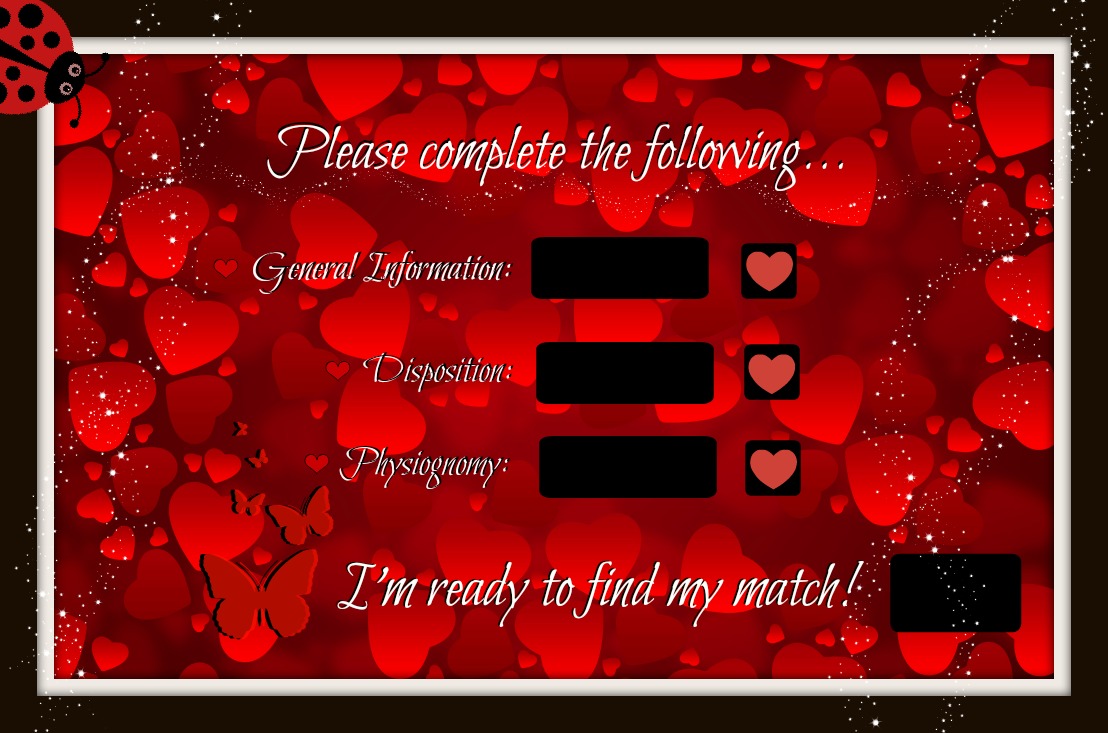 Please complete the following...
General Information:
Disposition:
Physiognomy:
I'm ready to find my match!